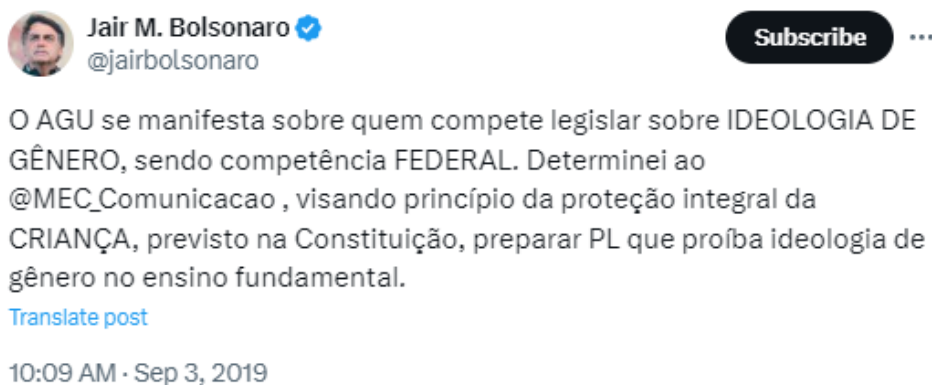 Jair M. Bolsonaro
Subscribe
@jairbolsonaro
O AGU se manifesta sobre quem compete legislar sobre IDEOLOGIA DE
GÊNERO, sendo competência FEDERAL. Determinei ao
@MEC_Comunicacao , visando princípio da proteção integral da
CRIANÇA, previsto na Constituição, preparar PL que proíba ideologia de
gênero no ensino fundamental.
Translate post
10:09 AM · Sep 3, 2019